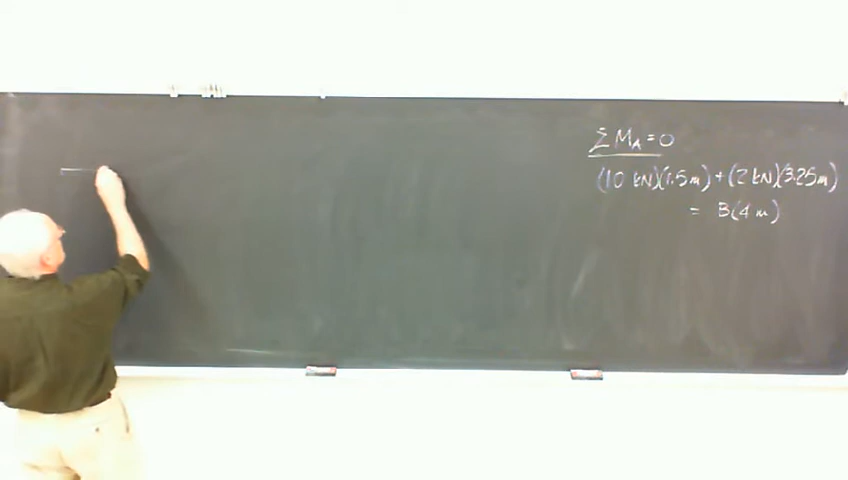 ∑ M_A = 0
(10 kN)(1.5 m) + (2 kN)(3.25 m)
= B(4 m)